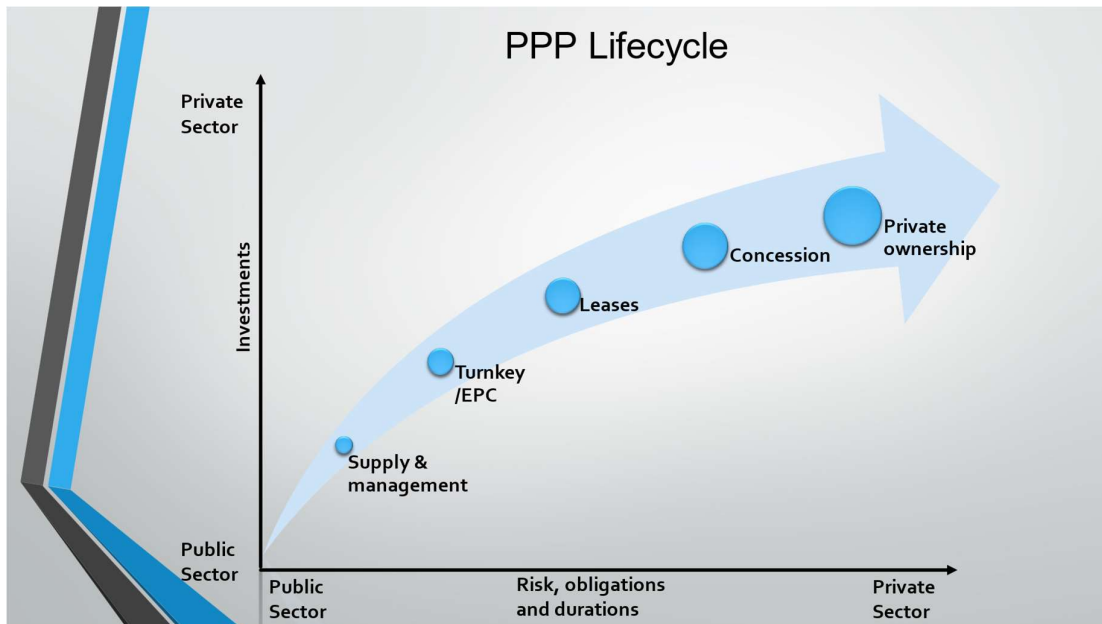 PPP Lifecycle
Private
Sector
Investments
Private
ownership
Concession
Leases
Turnkey
/EPC
Supply &
management
Public
Sector
Public
Sector
Risk, obligations
and durations
Private
Sector